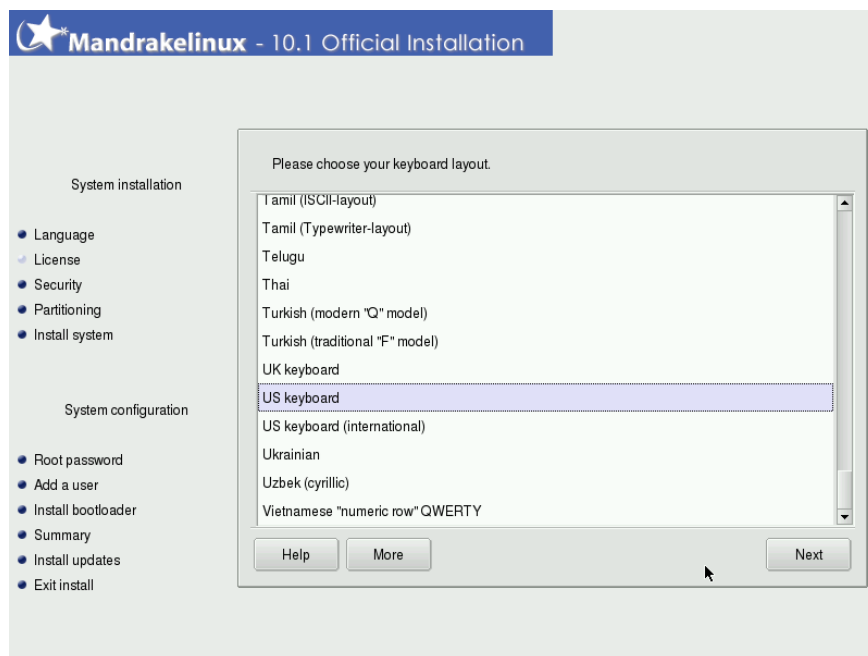 Mandrakelinux - 10.1 Official Installation
System installation
Language
License
Security
Partitioning
Install system
System configuration
Root password
Add a user
Install bootloader
Summary
Install updates
Exit install
Please choose your keyboard layout.
Tamil (ISCII-layout)
Tamil (Typewriter-layout)
Telugu
Thai
Turkish (modern "Q" model)
Turkish (traditional "F" model)
UK keyboard
US keyboard
US keyboard (international)
Ukrainian
Uzbek (cyrillic)
Vietnamese "numeric row" QWERTY
Help
More
Next